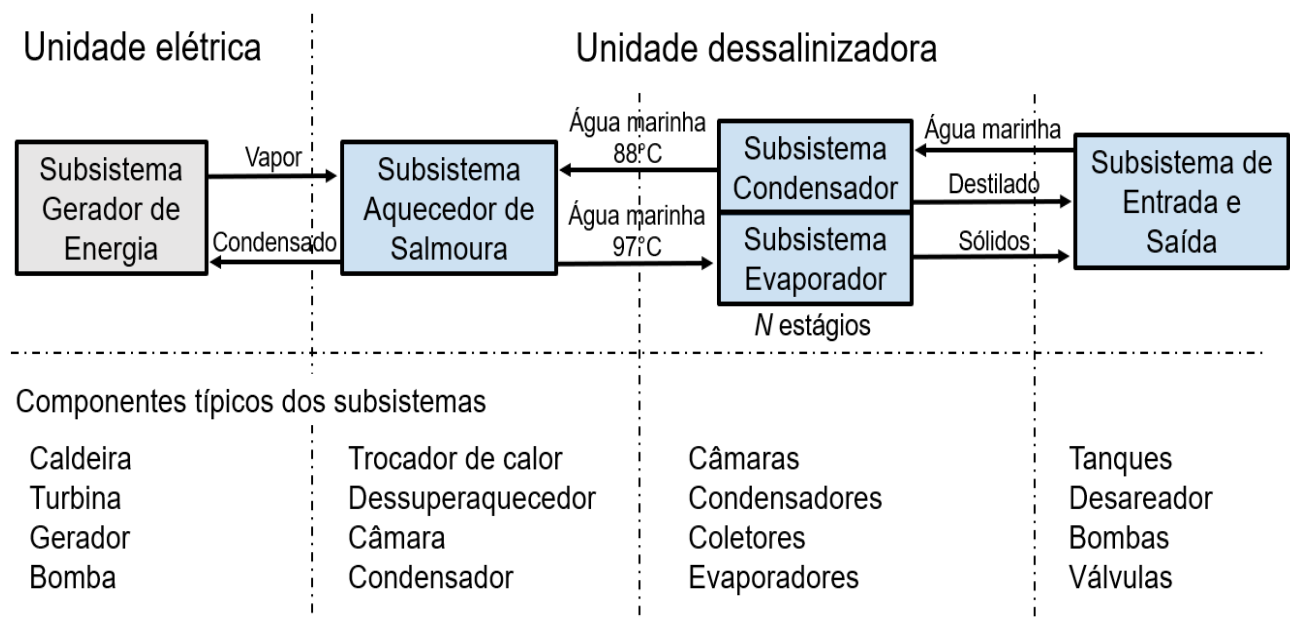 Unidade elétrica
Unidade dessalinizadora
Subsistema
Gerador de
Energia
Vapor
Condensado
Subsistema
Aquecedor de
Salmoura
Água marinha
88°C
Água marinha
97°C
Subsistema
Condensador
Subsistema
Evaporador
N estágios
Água marinha
Destilado
Sólidos
Subsistema de
Entrada e
Saída
Componentes típicos dos subsistemas
Caldeira
Turbina
Gerador
Bomba
Trocador de calor
Dessuperaquecedor
Câmara
Condensador
Câmaras
Condensadores
Coletores
Evaporadores
Tanques
Desareador
Bombas
Válvulas